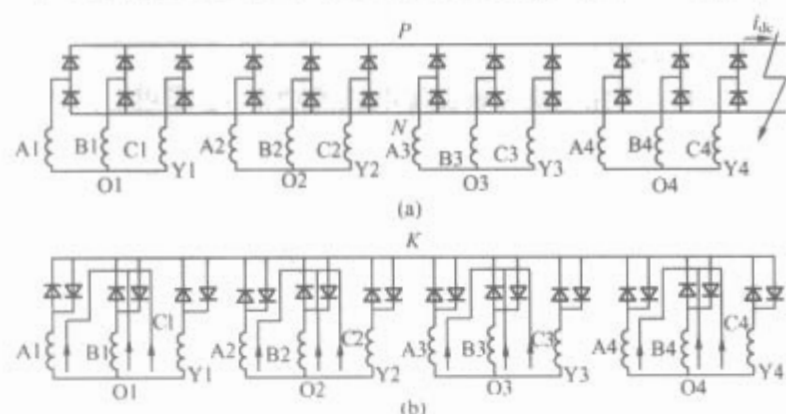 P
i_dc
N
A1 B1 C1 Y1 A2 B2 C2 Y2 A3 B3 C3 Y3 A4 B4 C4 Y4
O1 O2 O3 O4
(a)
K
A1 B1 C1 Y1 A2 B2 C2 Y2 A3 B3 C3 Y3 A4 B4 C4 Y4
O1 O2 O3 O4
(b)